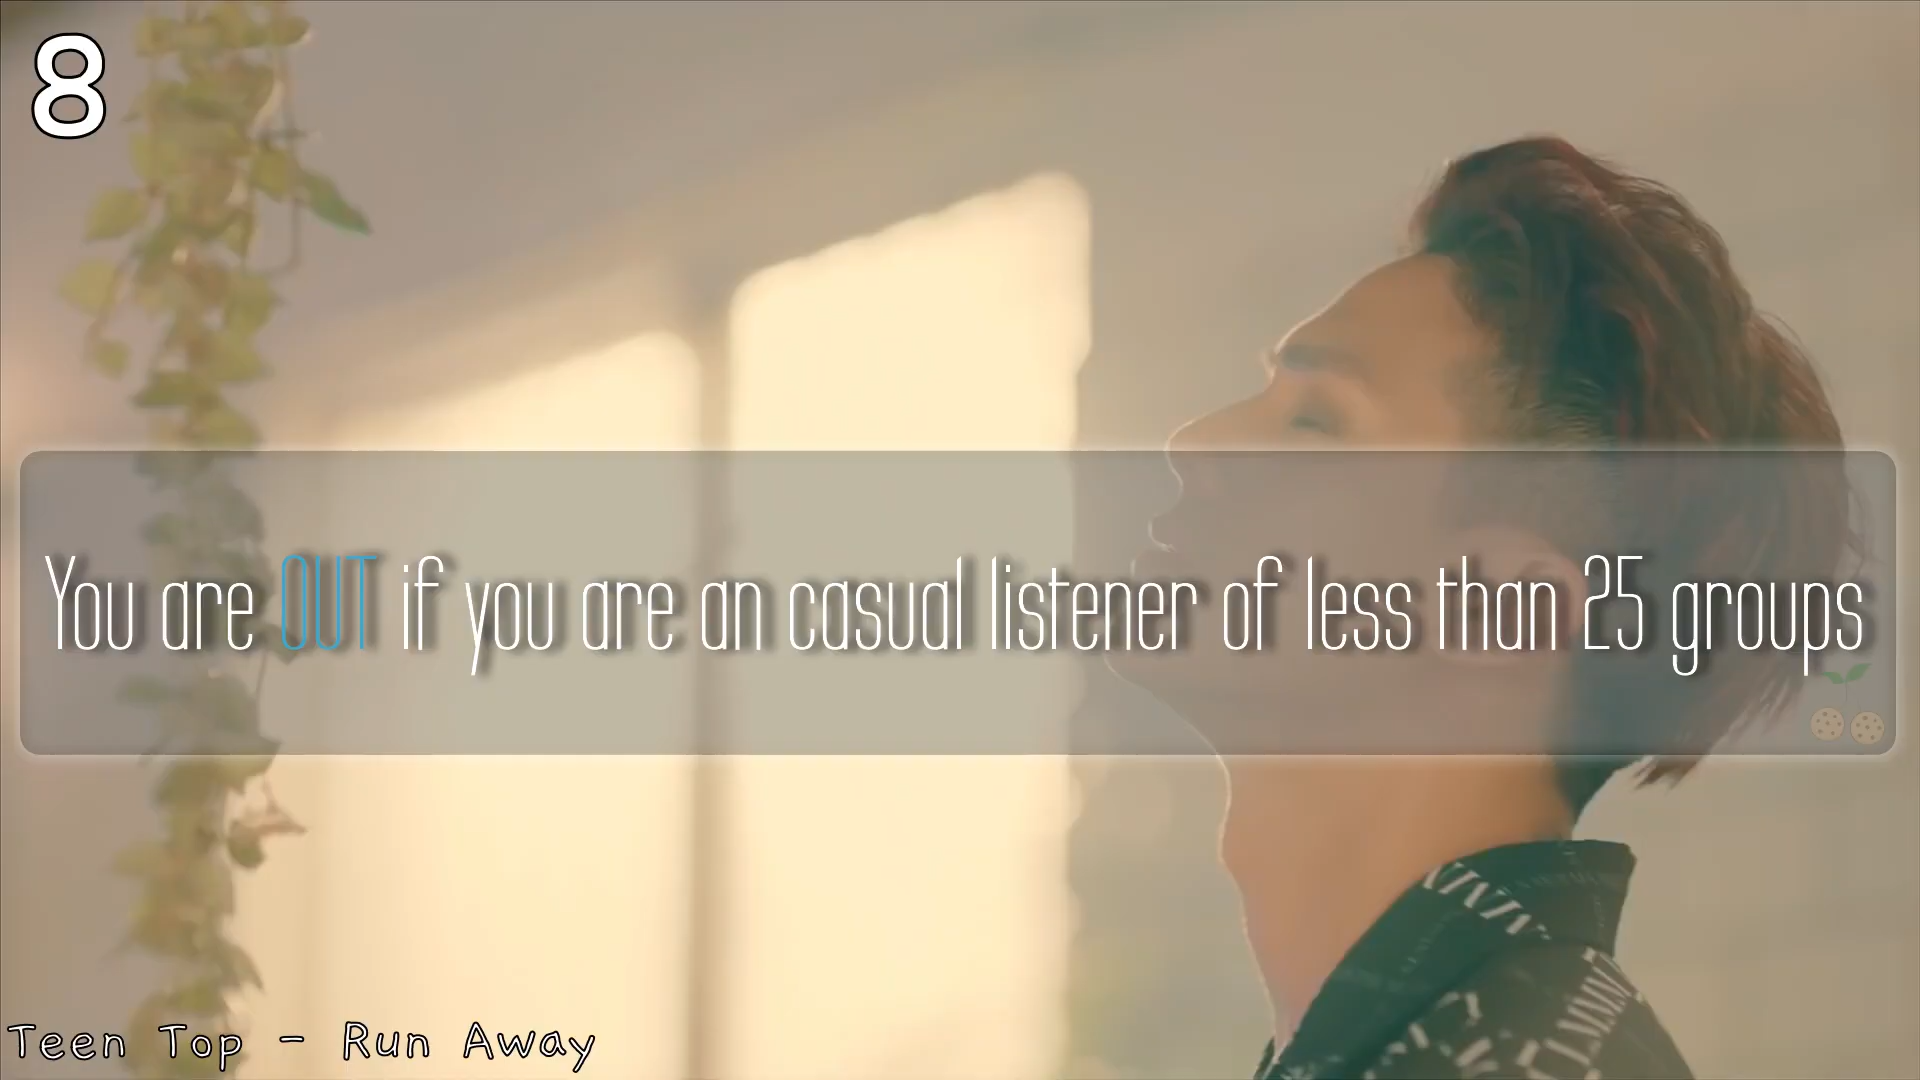 8
You are OUT if you are an casual listener of less than 25 groups
Teen Top - Run Away